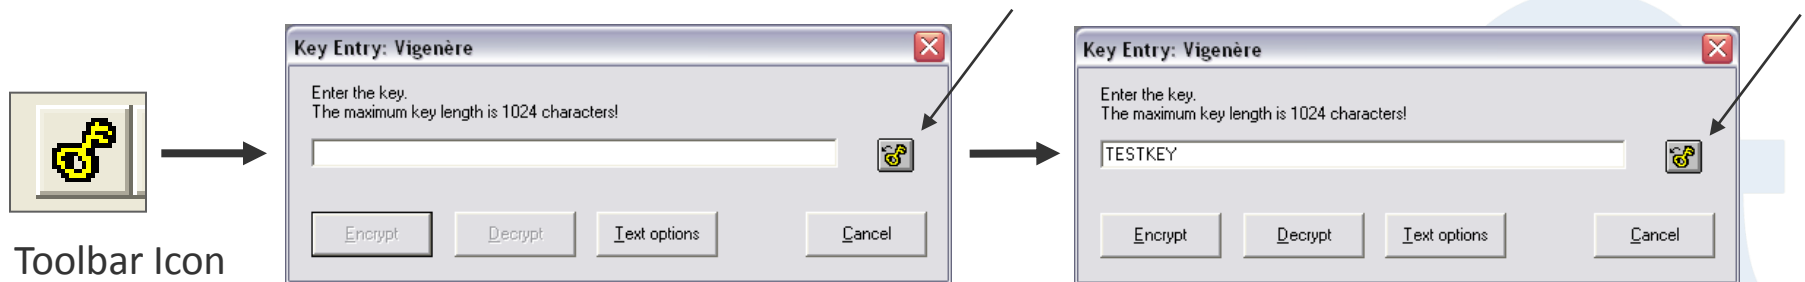 Toolbar Icon
Key Entry: Vigenère
Enter the key.
The maximum key length is 1024 characters!
Encrypt
Decrypt
Text options
Cancel
Key Entry: Vigenère
Enter the key.
The maximum key length is 1024 characters!
TESTKEY
Encrypt
Decrypt
Text options
Cancel